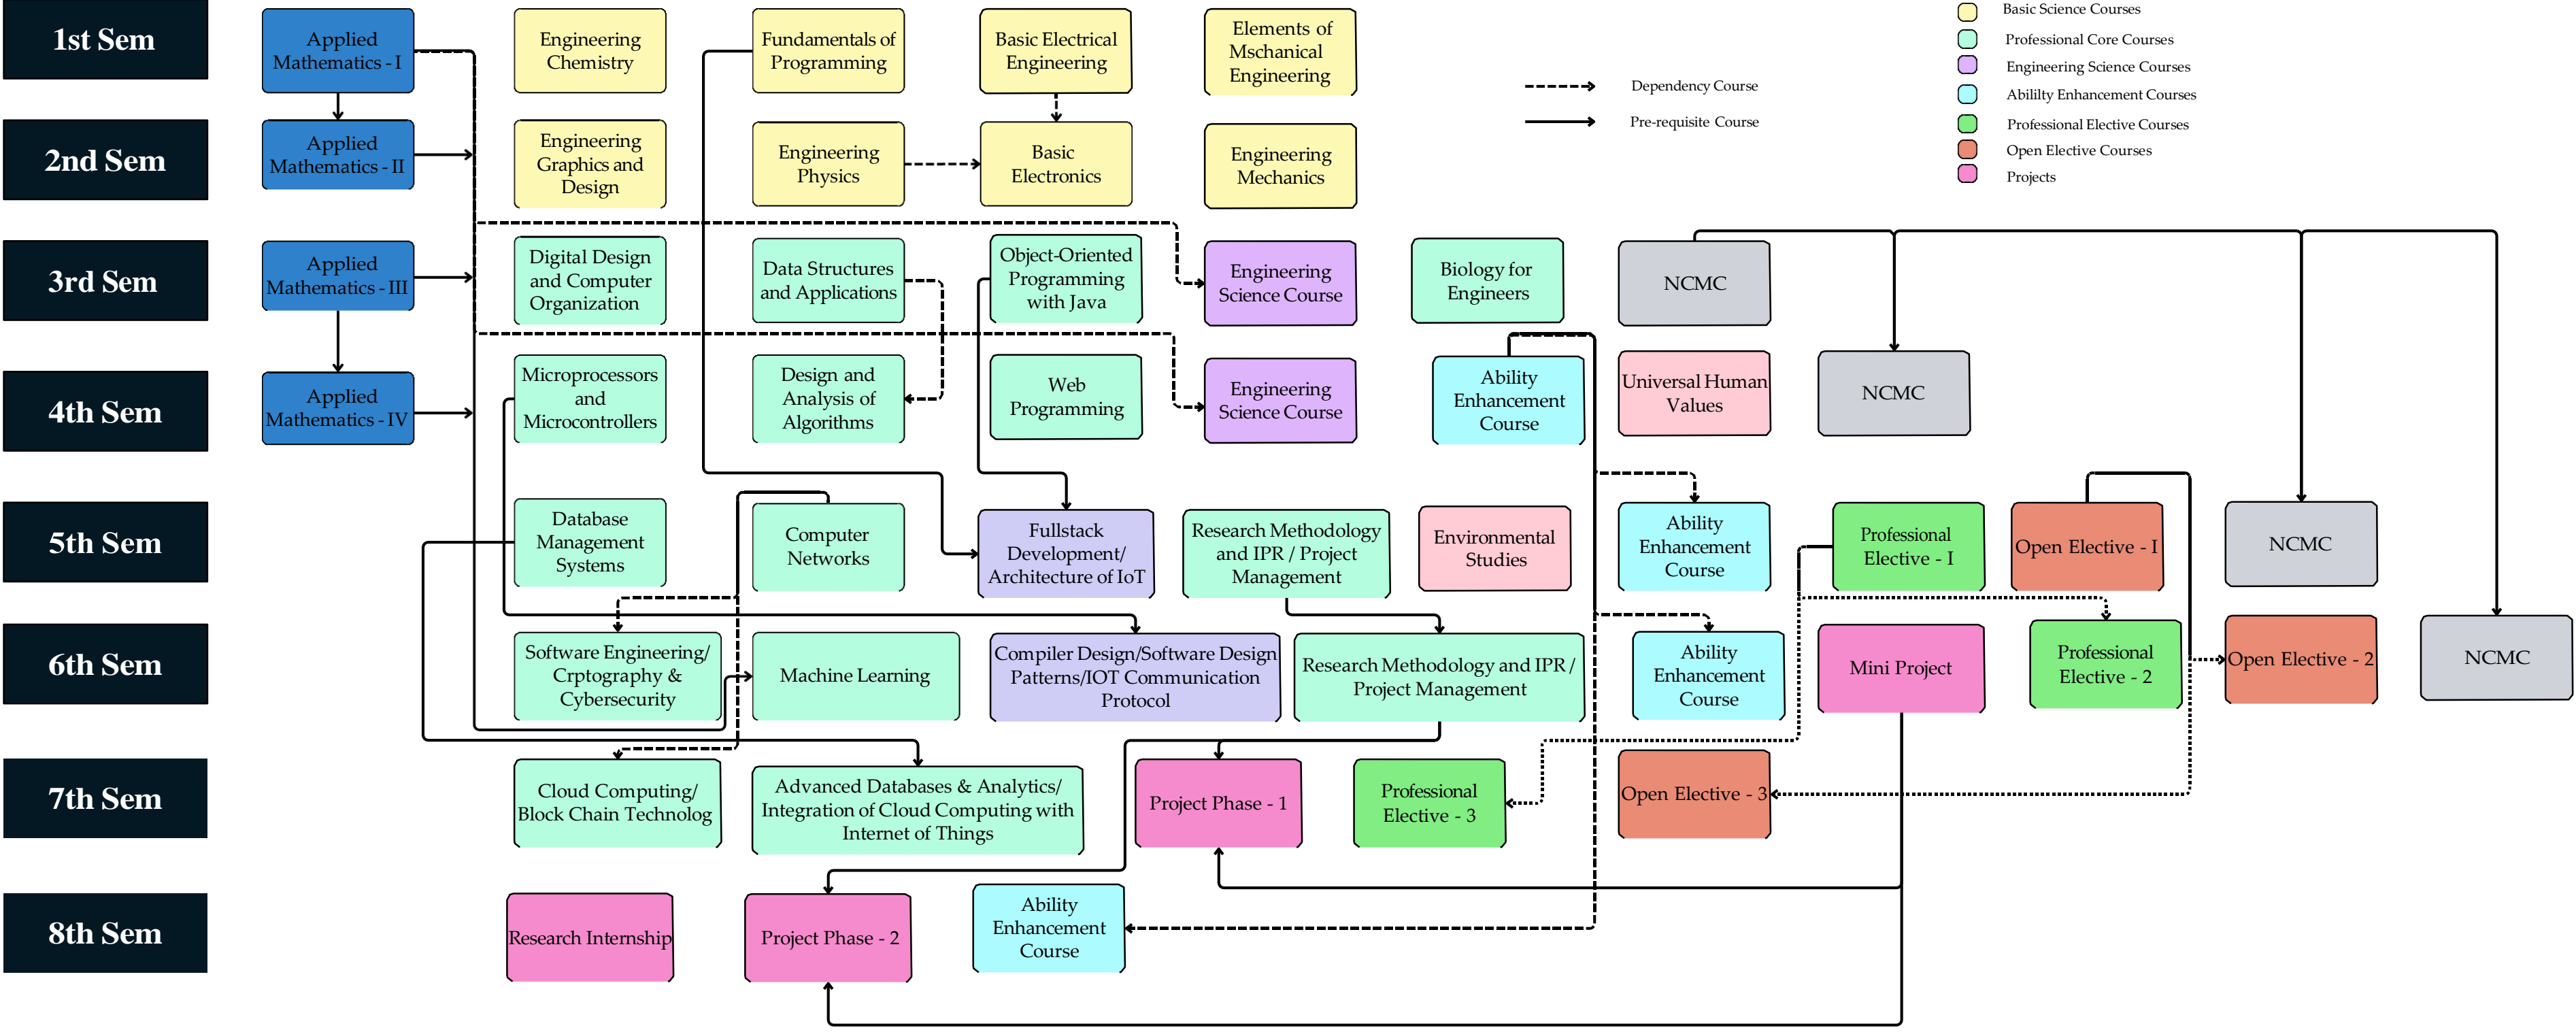 1st Sem
Applied
Mathematics - I
Engineering
Chemistry
Fundamentals of
Programming
Basic Electrical
Engineering
Elements of
Mschanical
Engineering
Basic Science Courses
Professional Core Courses
Engineering Science Courses
Abililty Enhancement Courses
Professional Elective Courses
Open Elective Courses
Projects
Dependency Course
Pre-requisite Course
2nd Sem
Applied
Mathematics - II
Engineering
Graphics and
Design
Engineering
Physics
Basic
Electronics
Engineering
Mechanics
3rd Sem
Applied
Mathematics - III
Digital Design
and Computer
Organization
Data Structures
and Applications
Object-Oriented
Programming
with Java
Engineering
Science Course
Biology for
Engineers
NCMC
4th Sem
Applied
Mathematics - IV
Microprocessors
and
Microcontrollers
Design and
Analysis of
Algorithms
Web
Programming
Engineering
Science Course
Ability
Enhancement
Course
Universal Human
Values
NCMC
5th Sem
Database
Management
Systems
Computer
Networks
Fullstack
Development/
Architecture of IoT
Research Methodology
and IPR / Project
Management
Environmental
Studies
Ability
Enhancement
Course
Professional
Elective - I
Open Elective - I
NCMC
6th Sem
Software Engineering/
Crptography &
Cybersecurity
Machine Learning
Compiler Design/Software Design
Patterns/IOT Communication
Protocol
Research Methodology and IPR /
Project Management
Ability
Enhancement
Course
Mini Project
Professional
Elective - 2
Open Elective - 2
NCMC
7th Sem
Cloud Computing/
Block Chain Technolog
Advanced Databases & Analytics/
Integration of Cloud Computing with
Internet of Things
Project Phase - 1
Professional
Elective - 3
Open Elective - 3
8th Sem
Research Internship
Project Phase - 2
Ability
Enhancement
Course